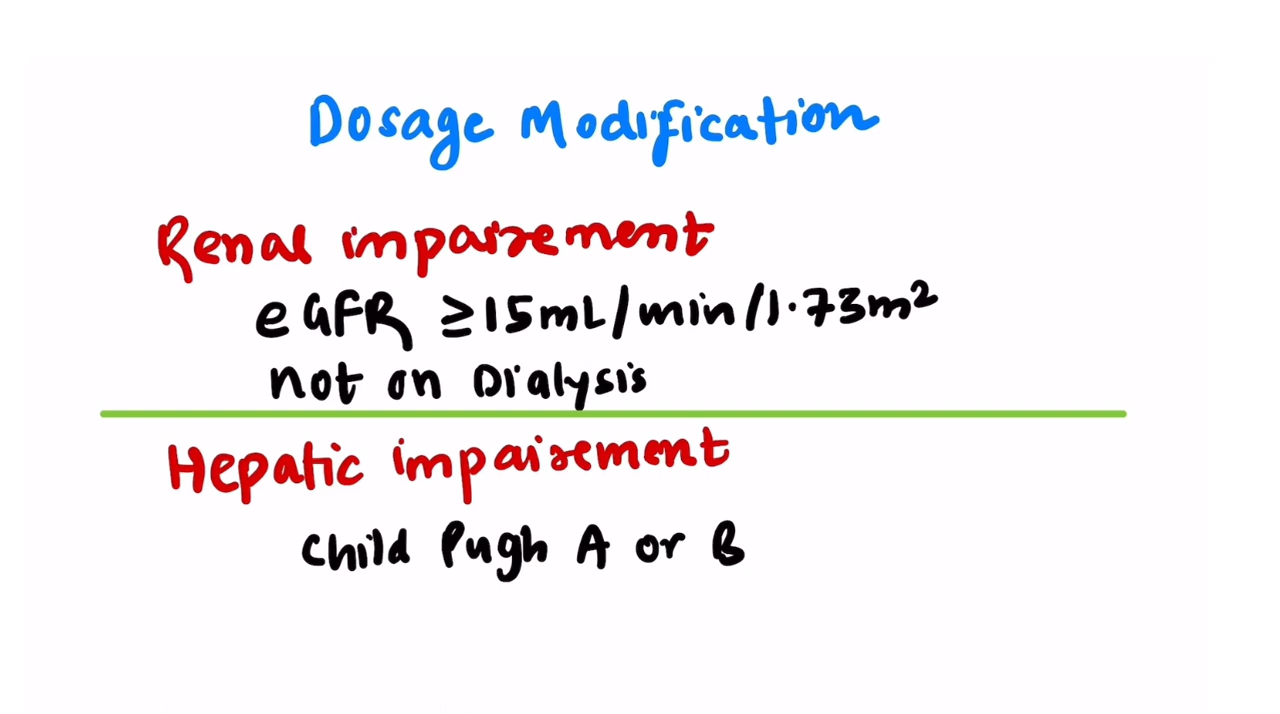 Dosage Modification
Renal impairement
eGFR ≥15mL/min/1.73m²
not on Dialysis
Hepatic impairement
Child Pugh A or B